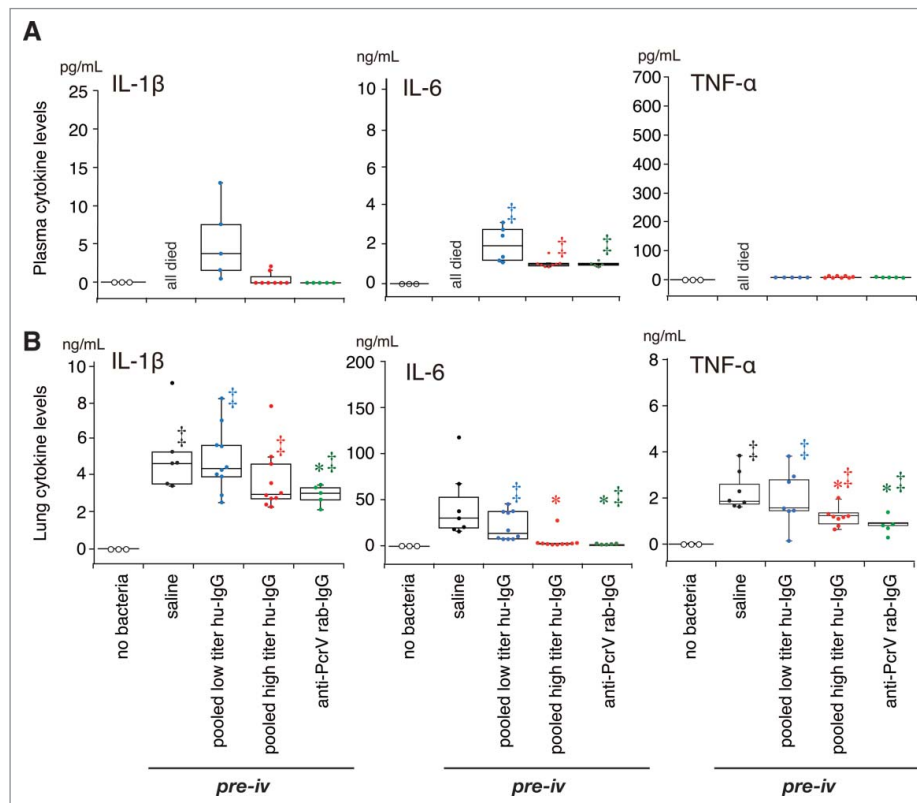 A
pg/mL
IL-1β
25
20
15
10
5
0
Plasma cytokine levels
all died
ng/mL
IL-6
10
8
6
4
2
0
all died
‡
‡
‡
pg/mL
TNF-α
700
600
500
400
300
200
100
0
all died
B
ng/mL
IL-1β
10
8
6
4
2
0
Lung cytokine levels
‡
‡
‡
*‡
ng/mL
IL-6
200
150
100
50
0
‡
*
*‡
ng/mL
TNF-α
8
6
4
2
0
‡
‡
*‡
*‡
no bacteria
saline
pooled low titer hu-IgG
pooled high titer hu-IgG
anti-PcrV rab-IgG
pre-iv
no bacteria
saline
pooled low titer hu-IgG
pooled high titer hu-IgG
anti-PcrV rab-IgG
pre-iv
no bacteria
saline
pooled low titer hu-IgG
pooled high titer hu-IgG
anti-PcrV rab-IgG
pre-iv